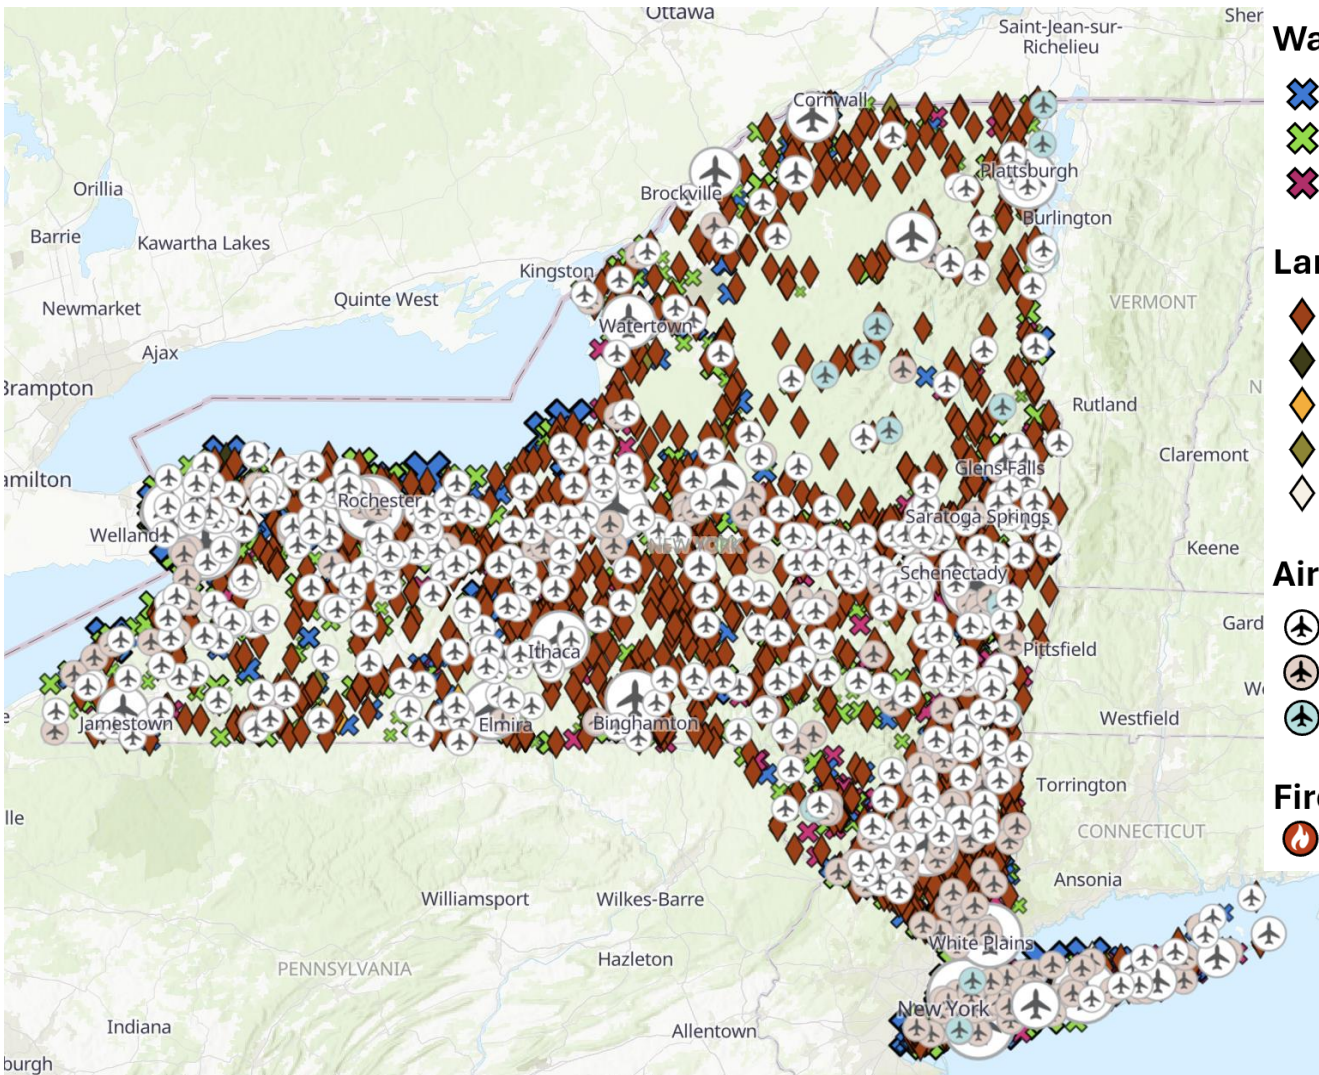 Ottawa
Sher
Saint-Jean-sur-
Richelieu
Wa
Cornwall
Orillia
Brockville
Plattsburgh
Barrie
Kawartha Lakes
Burlington
Kingston
Lan
Newmarket
Quinte West
VERMONT
Watertown
Ajax
Brampton
N
Rutland
Claremont
Glens Falls
amilton
Rochester
Saratoga Springs
Welland
NEW YORK
Keene
Schenectady
Air
Gard
Ithaca
Pittsfield
We
e
Jamestown
Elmira
Binghamton
Westfield
Torrington
Fire
lle
CONNECTICUT
Ansonia
Williamsport
Wilkes-Barre
White Plains
Hazleton
PENNSYLVANIA
New York
Indiana
Allentown
burgh